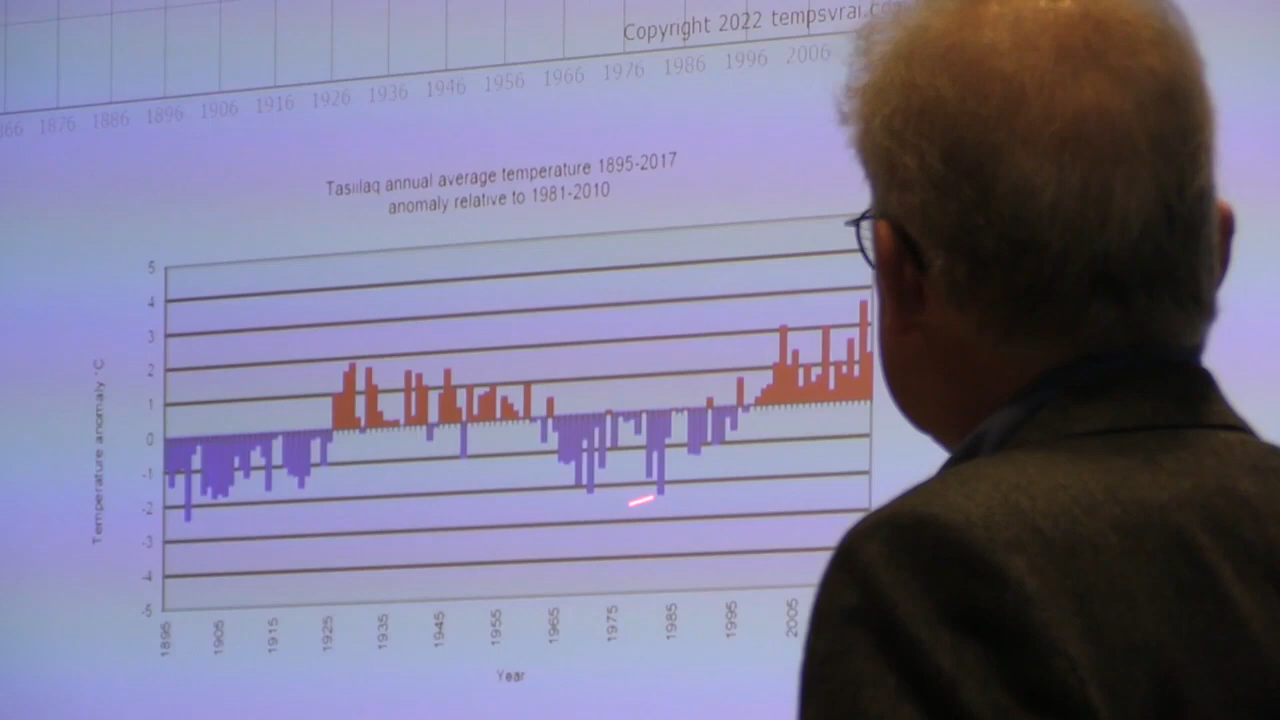 Copyright 2022 tempsvrai.co
1876 1886 1896 1906 1916 1926 1936 1946 1956 1966 1976 1986 1996 2006
Tasiilaq annual average temperature 1895-2017
anomaly relative to 1981-2010
5
4
3
2
1
0
-1
-2
-3
-4
-5
Temperature anomaly °C
1895 1905 1915 1925 1935 1945 1955 1965 1975 1985 1995 2005
Year